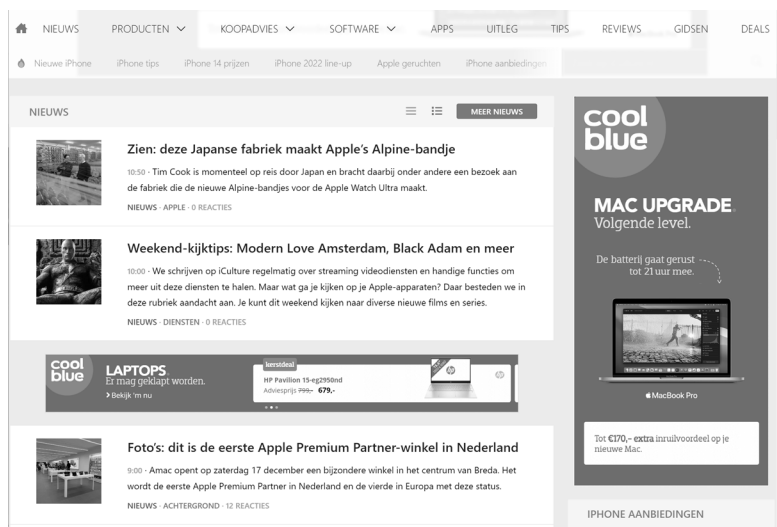 NIEUWS PRODUCTEN KOOPADVIES SOFTWARE APPS UITLEG TIPS REVIEWS GIDSEN DEALS
Nieuwe iPhone iPhone tips iPhone 14 prijzen iPhone 2022 line-up Apple geruchten iPhone aanbiedingen
NIEUWS
MEER NIEUWS
Zien: deze Japanse fabriek maakt Apple's Alpine-bandje
10:50 · Tim Cook is momenteel op reis door Japan en bracht daarbij onder andere een bezoek aan
de fabriek die de nieuwe Alpine-bandjes voor de Apple Watch Ultra maakt.
NIEUWS · APPLE · 0 REACTIES
Weekend-kijktips: Modern Love Amsterdam, Black Adam en meer
10:00 · We schrijven op iCulture regelmatig over streaming videodiensten en handige functies om
meer uit deze diensten te halen. Maar wat ga je kijken op je Apple-apparaten? Daar besteden we in
deze rubriek aandacht aan. Je kunt dit weekend kijken naar diverse nieuwe films en series.
NIEUWS · DIENSTEN · 0 REACTIES
cool
blue
LAPTOPS.
Er mag geklapt worden.
Bekijk 'm nu
kerstdeal
HP Pavilion 15-eg2950nd
Adviesprijs 799,- 679,-
hp
hp
Foto's: dit is de eerste Apple Premium Partner-winkel in Nederland
9:00 · Amac opent op zaterdag 17 december een bijzondere winkel in het centrum van Breda. Het
wordt de eerste Apple Premium Partner in Nederland en de vierde in Europa met deze status.
NIEUWS · ACHTERGROND · 12 REACTIES
cool
blue
MAC UPGRADE.
Volgende level.
De batterij gaat gerust
tot 21 uur mee.
MacBook Pro
Tot €170,- extra inruilvoordeel op je
nieuwe Mac.
IPHONE AANBIEDINGEN